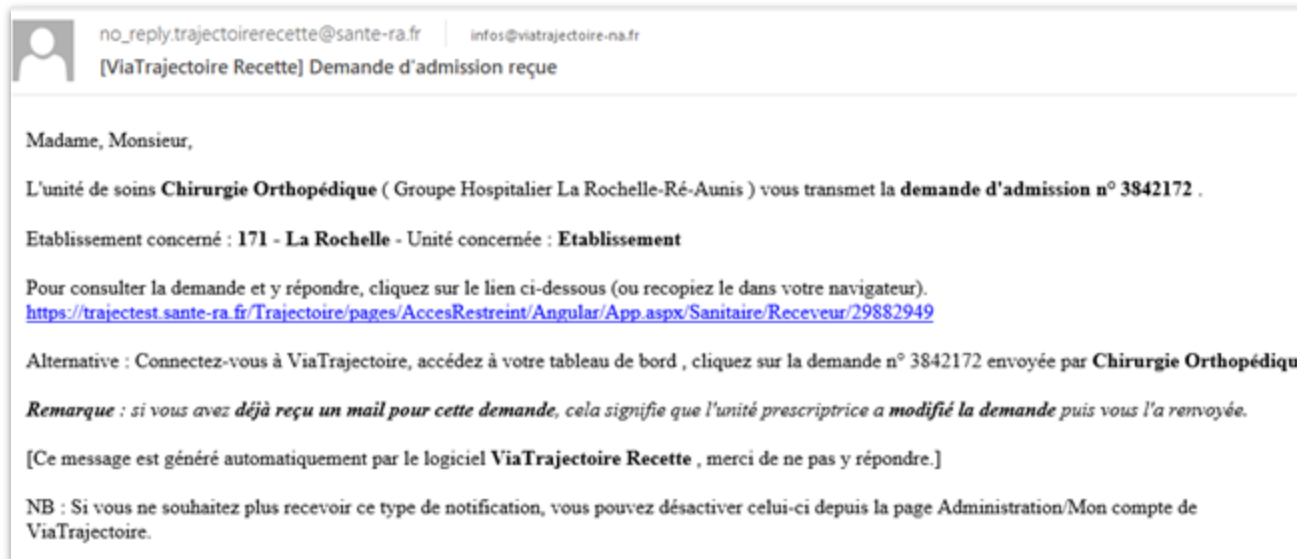 no_reply.trajectoirerecette@sante-ra.fr infos@viatrajectoire-na.fr
[ViaTrajectoire Recette] Demande d'admission reçue
Madame, Monsieur,
L'unité de soins Chirurgie Orthopédique ( Groupe Hospitalier La Rochelle-Ré-Aunis ) vous transmet la demande d'admission n° 3842172 .
Etablissement concerné : 171 - La Rochelle - Unité concernée : Etablissement
Pour consulter la demande et y répondre, cliquez sur le lien ci-dessous (ou recopiez le dans votre navigateur).
https://trajectest.sante-ra.fr/Trajectoire/pages/AccesRestreint/Angular/App.aspx/Sanitaire/Receveur/29882949
Alternative : Connectez-vous à ViaTrajectoire, accédez à votre tableau de bord , cliquez sur la demande n° 3842172 envoyée par Chirurgie Orthopédiqu
Remarque : si vous avez déjà reçu un mail pour cette demande, cela signifie que l'unité prescriptrice a modifié la demande puis vous l'a renvoyée.
[Ce message est généré automatiquement par le logiciel ViaTrajectoire Recette , merci de ne pas y répondre.]
NB : Si vous ne souhaitez plus recevoir ce type de notification, vous pouvez désactiver celui-ci depuis la page Administration/Mon compte de
ViaTrajectoire.